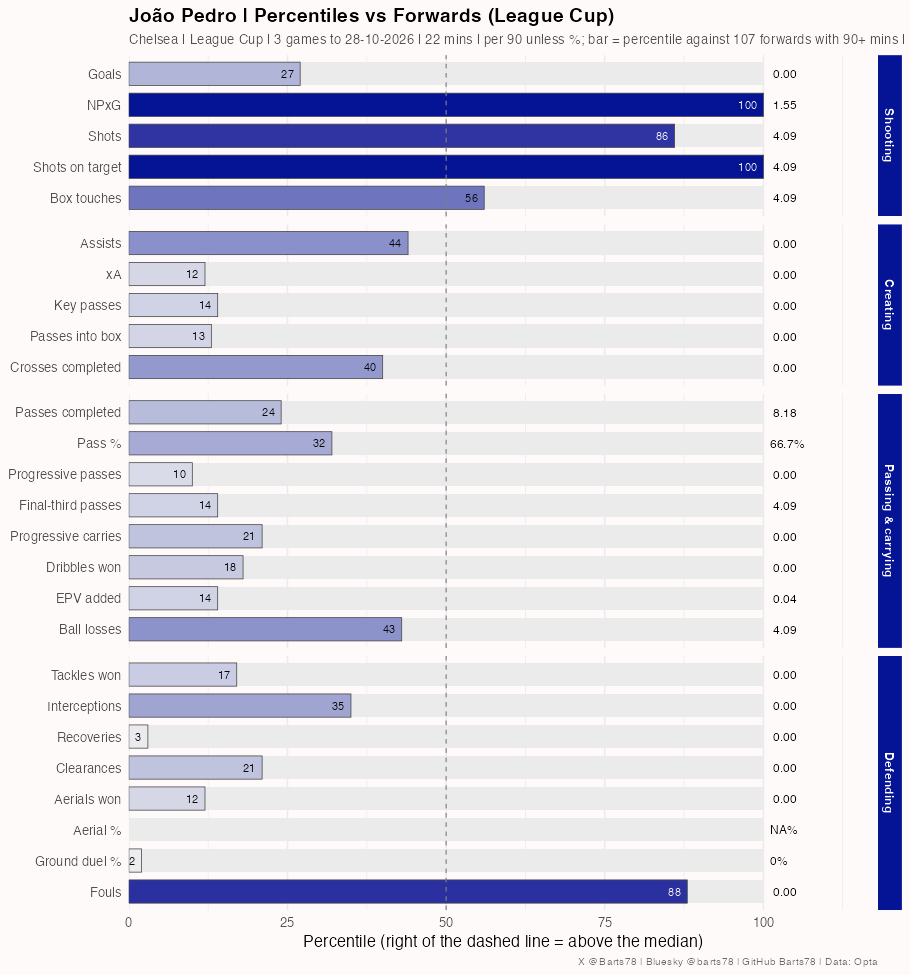 João Pedro | Percentiles vs Forwards (League Cup)
Chelsea | League Cup | 3 games to 28-10-2026 | 22 mins | per 90 unless %; bar = percentile against 107 forwards with 90+ mins |
Goals 27 0.00
NPxG 100 1.55
Shots 86 4.09
Shots on target 100 4.09
Box touches 56 4.09
Shooting
Assists 44 0.00
xA 12 0.00
Key passes 14 0.00
Passes into box 13 0.00
Crosses completed 40 0.00
Creating
Passes completed 24 8.18
Pass % 32 66.7%
Progressive passes 10 0.00
Final-third passes 14 4.09
Progressive carries 21 0.00
Dribbles won 18 0.00
EPV added 14 0.04
Ball losses 43 4.09
Passing & carrying
Tackles won 17 0.00
Interceptions 35 0.00
Recoveries 3 0.00
Clearances 21 0.00
Aerials won 12 0.00
Aerial % NA%
Ground duel % 2 0%
Fouls 88 0.00
Defending
0 25 50 75 100
Percentile (right of the dashed line = above the median)
X @Barts78 | Bluesky @barts78 | GitHub Barts78 | Data: Opta